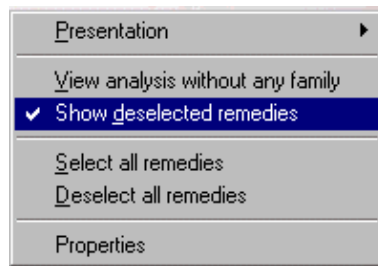 Presentation
View analysis without any family
Show deselected remedies
Select all remedies
Deselect all remedies
Properties